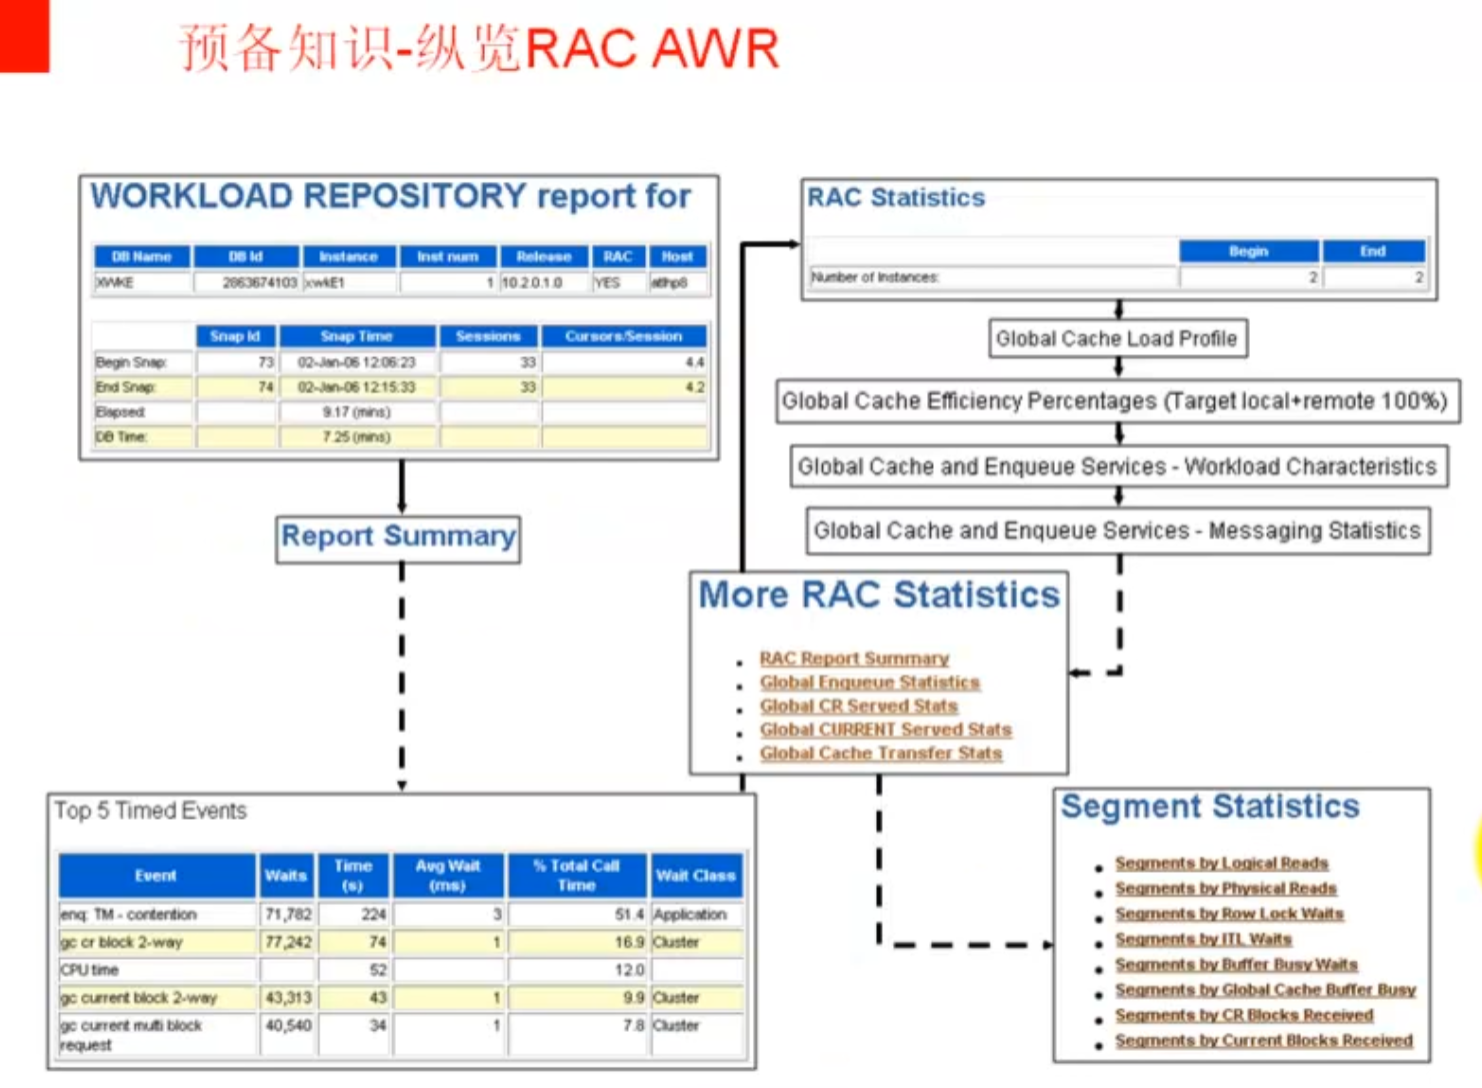 预备知识-纵览RAC AWR
WORKLOAD REPOSITORY report for
DB Name DB Id Instance Inst num Release RAC Host
XWKE 2863674103 xwkE1 1 10.2.0.1.0 YES
Snap Id Snap Time Sessions Cursors/Session
Begin Snap: 73 02-Jan-06 12:06:23 33 4.4
End Snap: 74 02-Jan-06 12:15:33 33 4.2
Elapsed: 9.17 (mins)
DB Time: 7.25 (mins)
Report Summary
Top 5 Timed Events
Event Waits Time (s) Avg Wait (ms) % Total Call Time Wait Class
enq: TM - contention 71,782 224 3 51.4 Application
gc cr block 2-way 77,242 74 1 16.9 Cluster
CPU time 52 12.0
gc current block 2-way 43,313 43 1 9.9 Cluster
gc current multi block request 40,540 34 1 7.8 Cluster
RAC Statistics
Begin End
Number of Instances: 2 2
Global Cache Load Profile
Global Cache Efficiency Percentages (Target local+remote 100%)
Global Cache and Enqueue Services - Workload Characteristics
Global Cache and Enqueue Services - Messaging Statistics
More RAC Statistics
RAC Report Summary
Global Enqueue Statistics
Global CR Served Stats
Global CURRENT Served Stats
Global Cache Transfer Stats
Segment Statistics
Segments by Logical Reads
Segments by Physical Reads
Segments by Row Lock Waits
Segments by ITL Waits
Segments by Buffer Busy Waits
Segments by Global Cache Buffer Busy
Segments by CR Blocks Received
Segments by Current Blocks Received